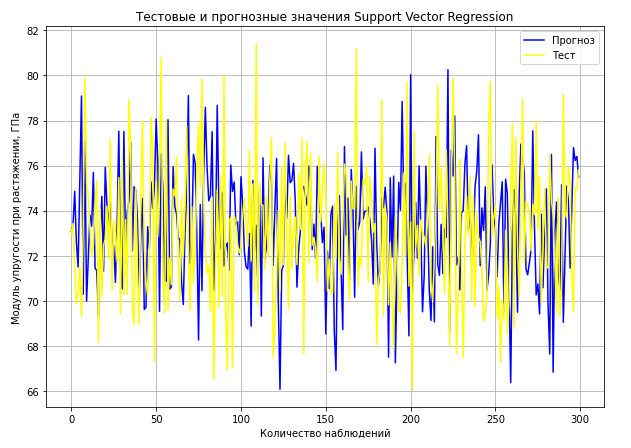 Тестовые и прогнозные значения Support Vector Regression
Прогноз
Тест
Модуль упругости при растяжении, ГПа
82
80
78
76
74
72
70
68
66
0 50 100 150 200 250 300
Количество наблюдений